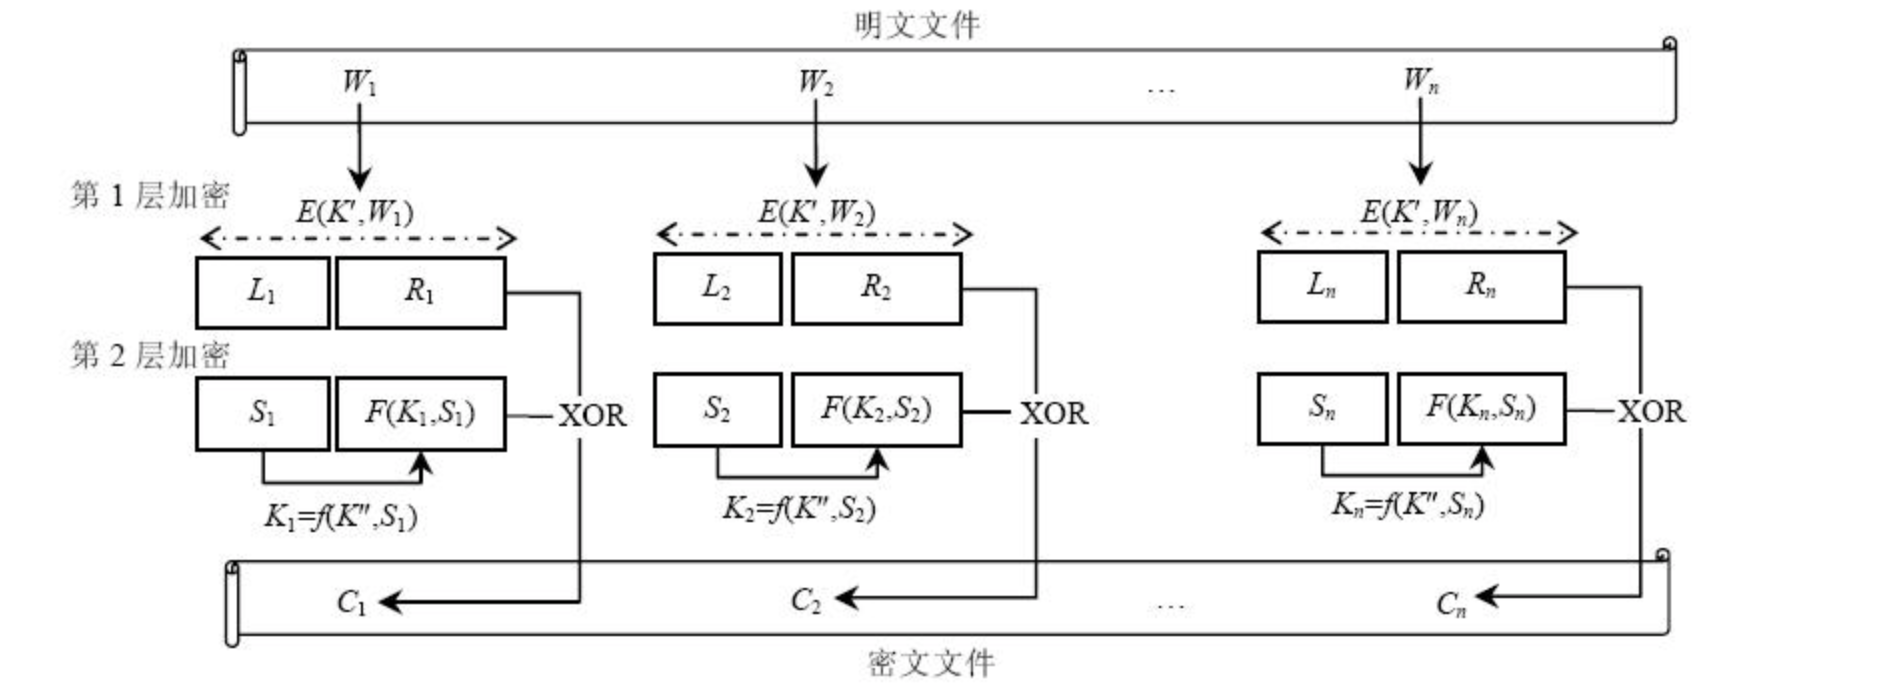 明文文件
W1 W2 … Wn
第 1 层加密
E(K′,W1) E(K′,W2) E(K′,Wn)
L1 R1 L2 R2 Ln Rn
第 2 层加密
S1 F(K1,S1) XOR S2 F(K2,S2) XOR Sn F(Kn,Sn) XOR
K1=f(K″,S1) K2=f(K″,S2) Kn=f(K″,Sn)
C1 C2 … Cn
密文文件